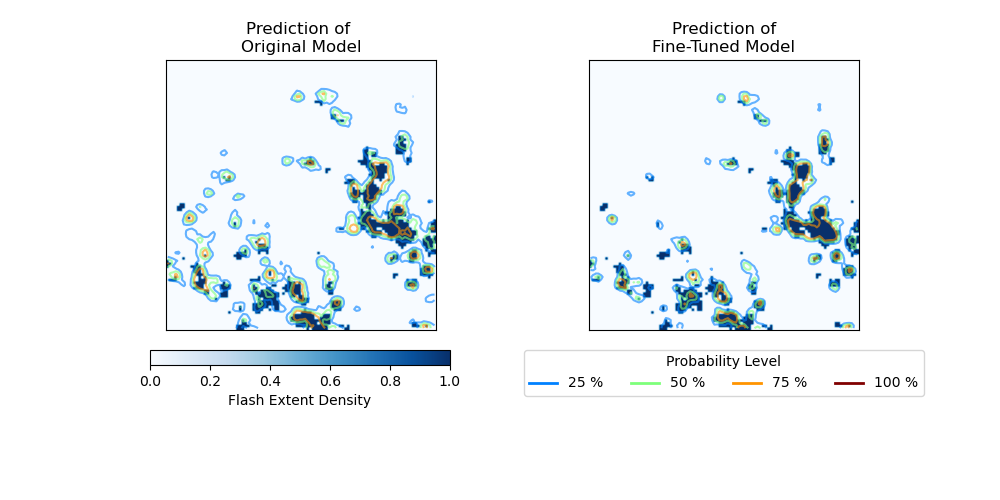 Prediction of
Original Model
Prediction of
Fine-Tuned Model
0.0 0.2 0.4 0.6 0.8 1.0
Flash Extent Density
Probability Level
25 % 50 % 75 % 100 %